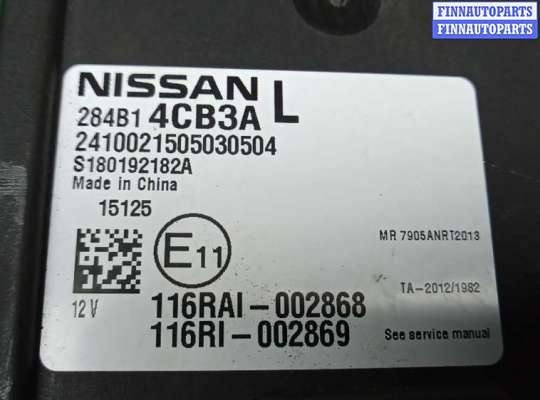 FINNAUTOPARTS
FINNAUTOPARTS
NISSAN L
284B1 4CB3A
2410021505030504
S180192182A
Made in China
15125
E11
MR 7905ANRT2013
TA-2012/1982
12V
116RAI-002868
116RI-002869
See service manual